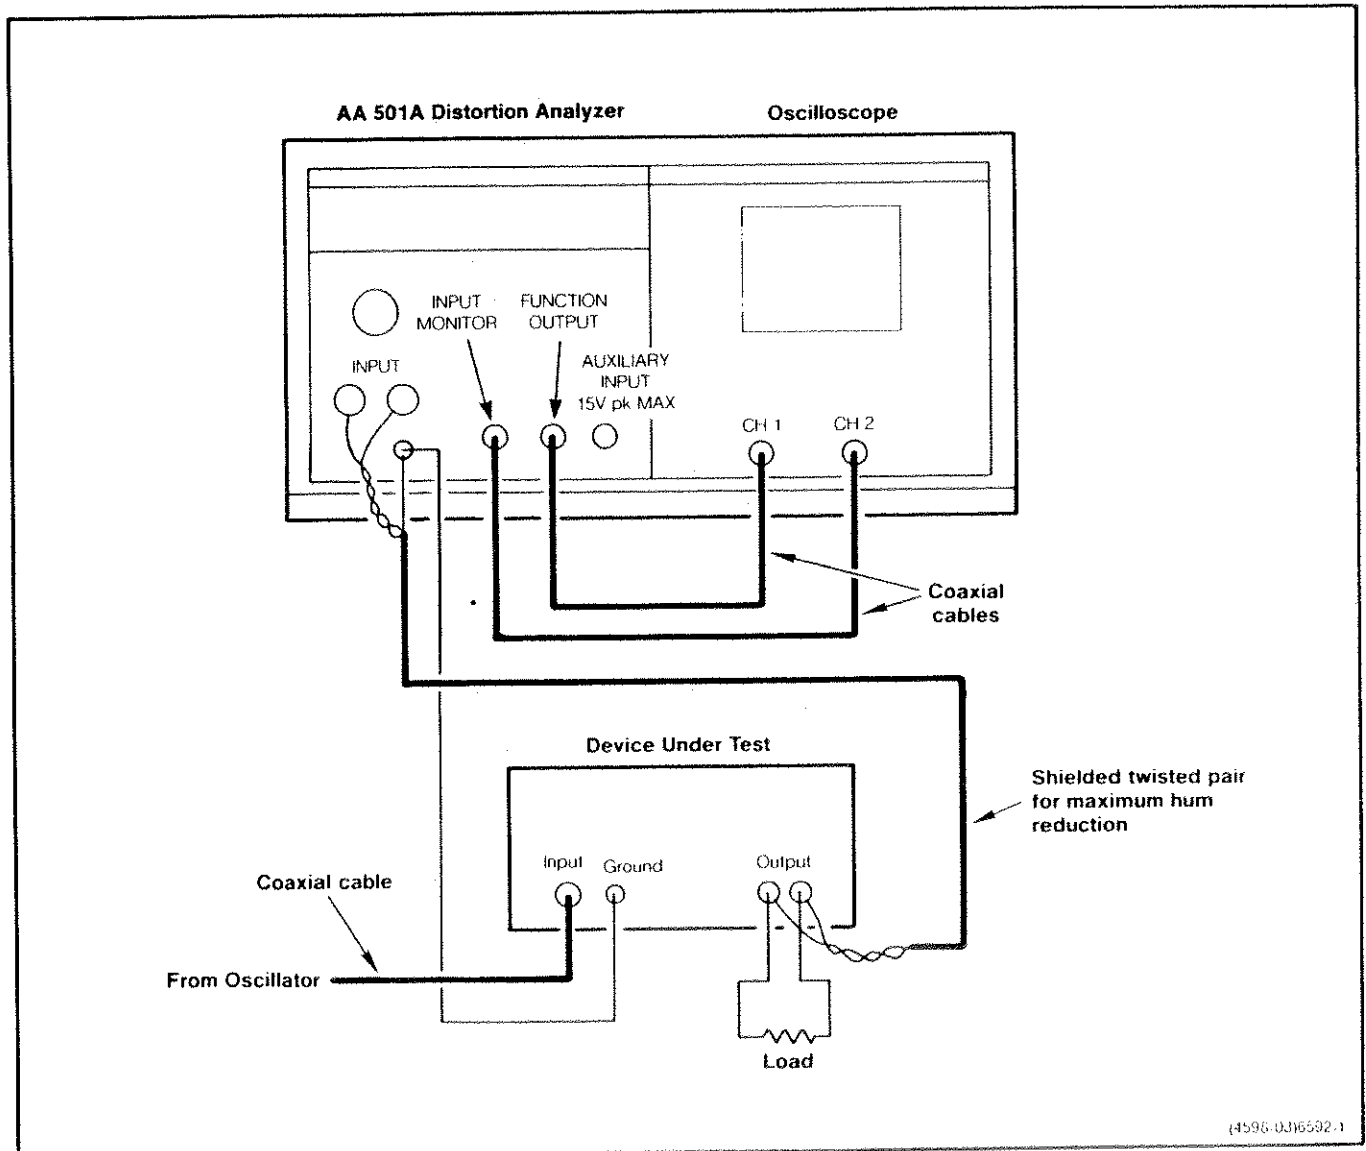 AA 501A Distortion Analyzer
Oscilloscope
INPUT
MONITOR
FUNCTION
OUTPUT
INPUT
AUXILIARY
INPUT
15V pk MAX
CH 1
CH 2
Coaxial
cables
Device Under Test
Shielded twisted pair
for maximum hum
reduction
Input
Ground
Output
Coaxial cable
From Oscillator
Load